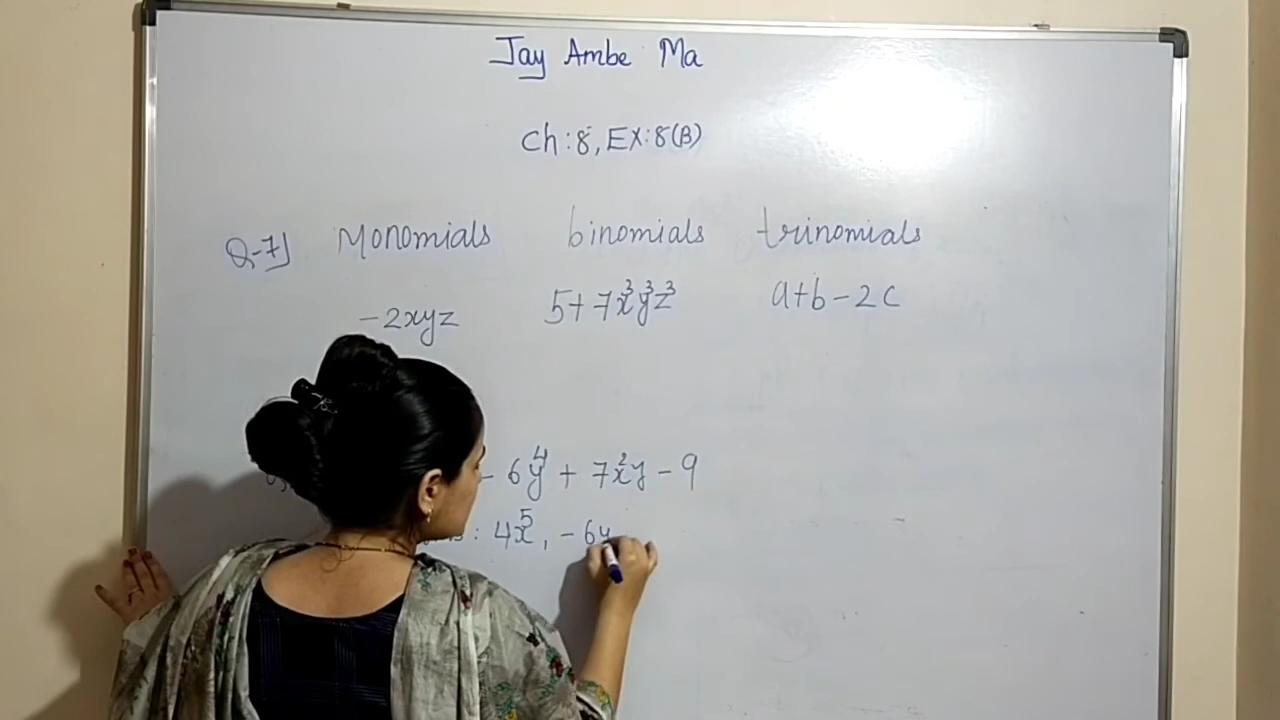 Jay Ambe Ma
Ch:8, EX:8(B)
Q-7] Monomials binomials trinomials
-2xyz 5+7x³y³z³ a+b-2c
- 6y⁴ + 7x²y - 9
: 4x⁵, -6y